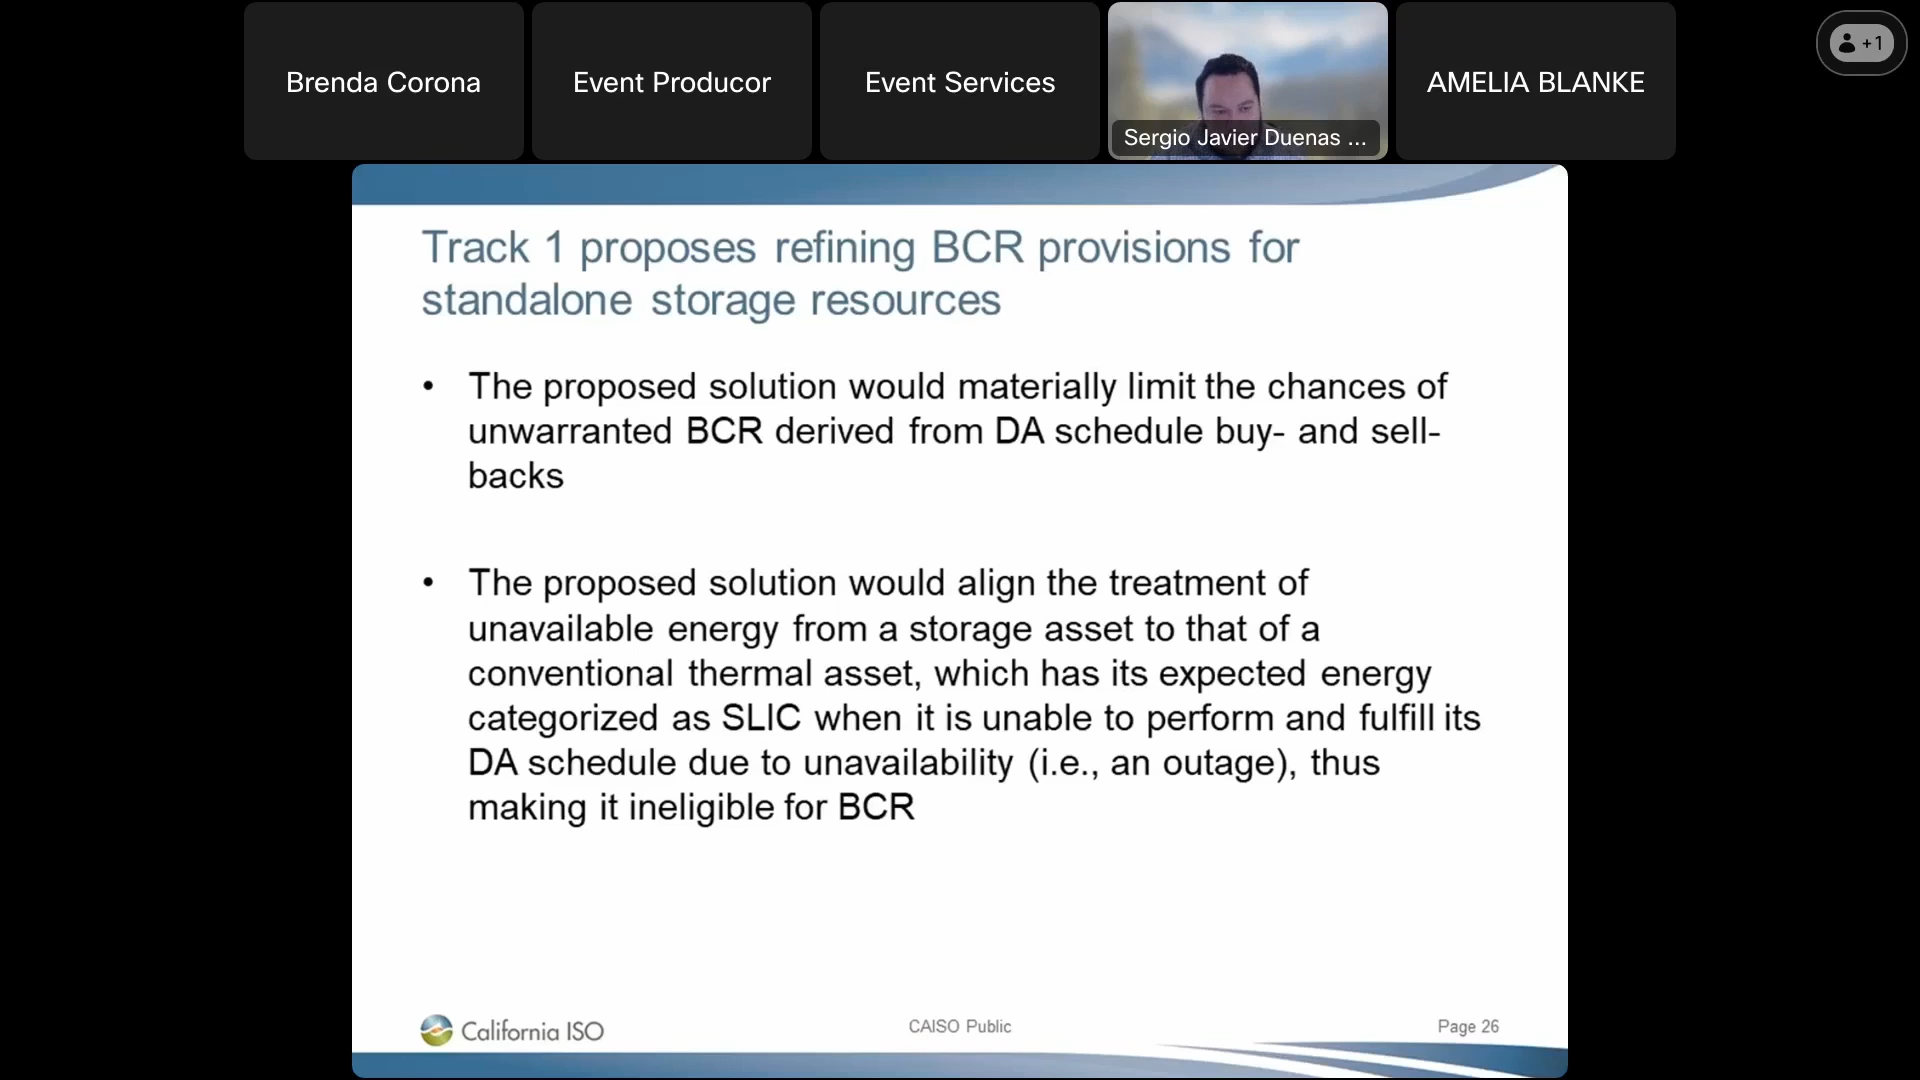 Brenda Corona
Event Producor
Event Services
Sergio Javier Duenas ...
AMELIA BLANKE
+1
Track 1 proposes refining BCR provisions for
standalone storage resources
• The proposed solution would materially limit the chances of
unwarranted BCR derived from DA schedule buy- and sell-
backs
• The proposed solution would align the treatment of
unavailable energy from a storage asset to that of a
conventional thermal asset, which has its expected energy
categorized as SLIC when it is unable to perform and fulfill its
DA schedule due to unavailability (i.e., an outage), thus
making it ineligible for BCR
California ISO
CAISO Public
Page 26